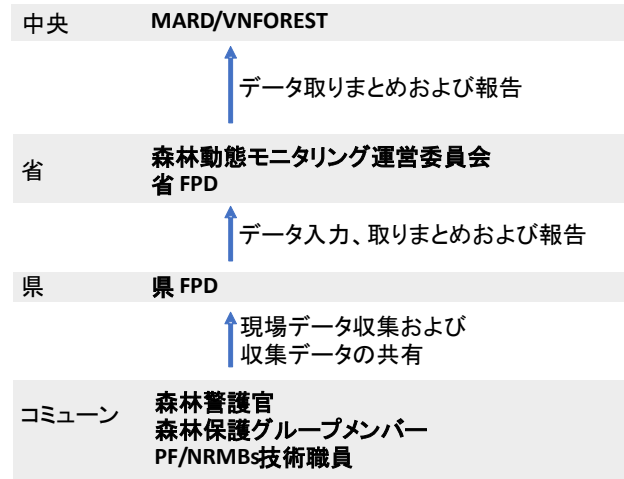 中央 MARD/VNFOREST
データ取りまとめおよび報告
省 森林動態モニタリング運営委員会
省 FPD
データ入力、取りまとめおよび報告
県 県 FPD
現場データ収集および
収集データの共有
コミューン 森林警護官
森林保護グループメンバー
PF/NRMBs技術職員